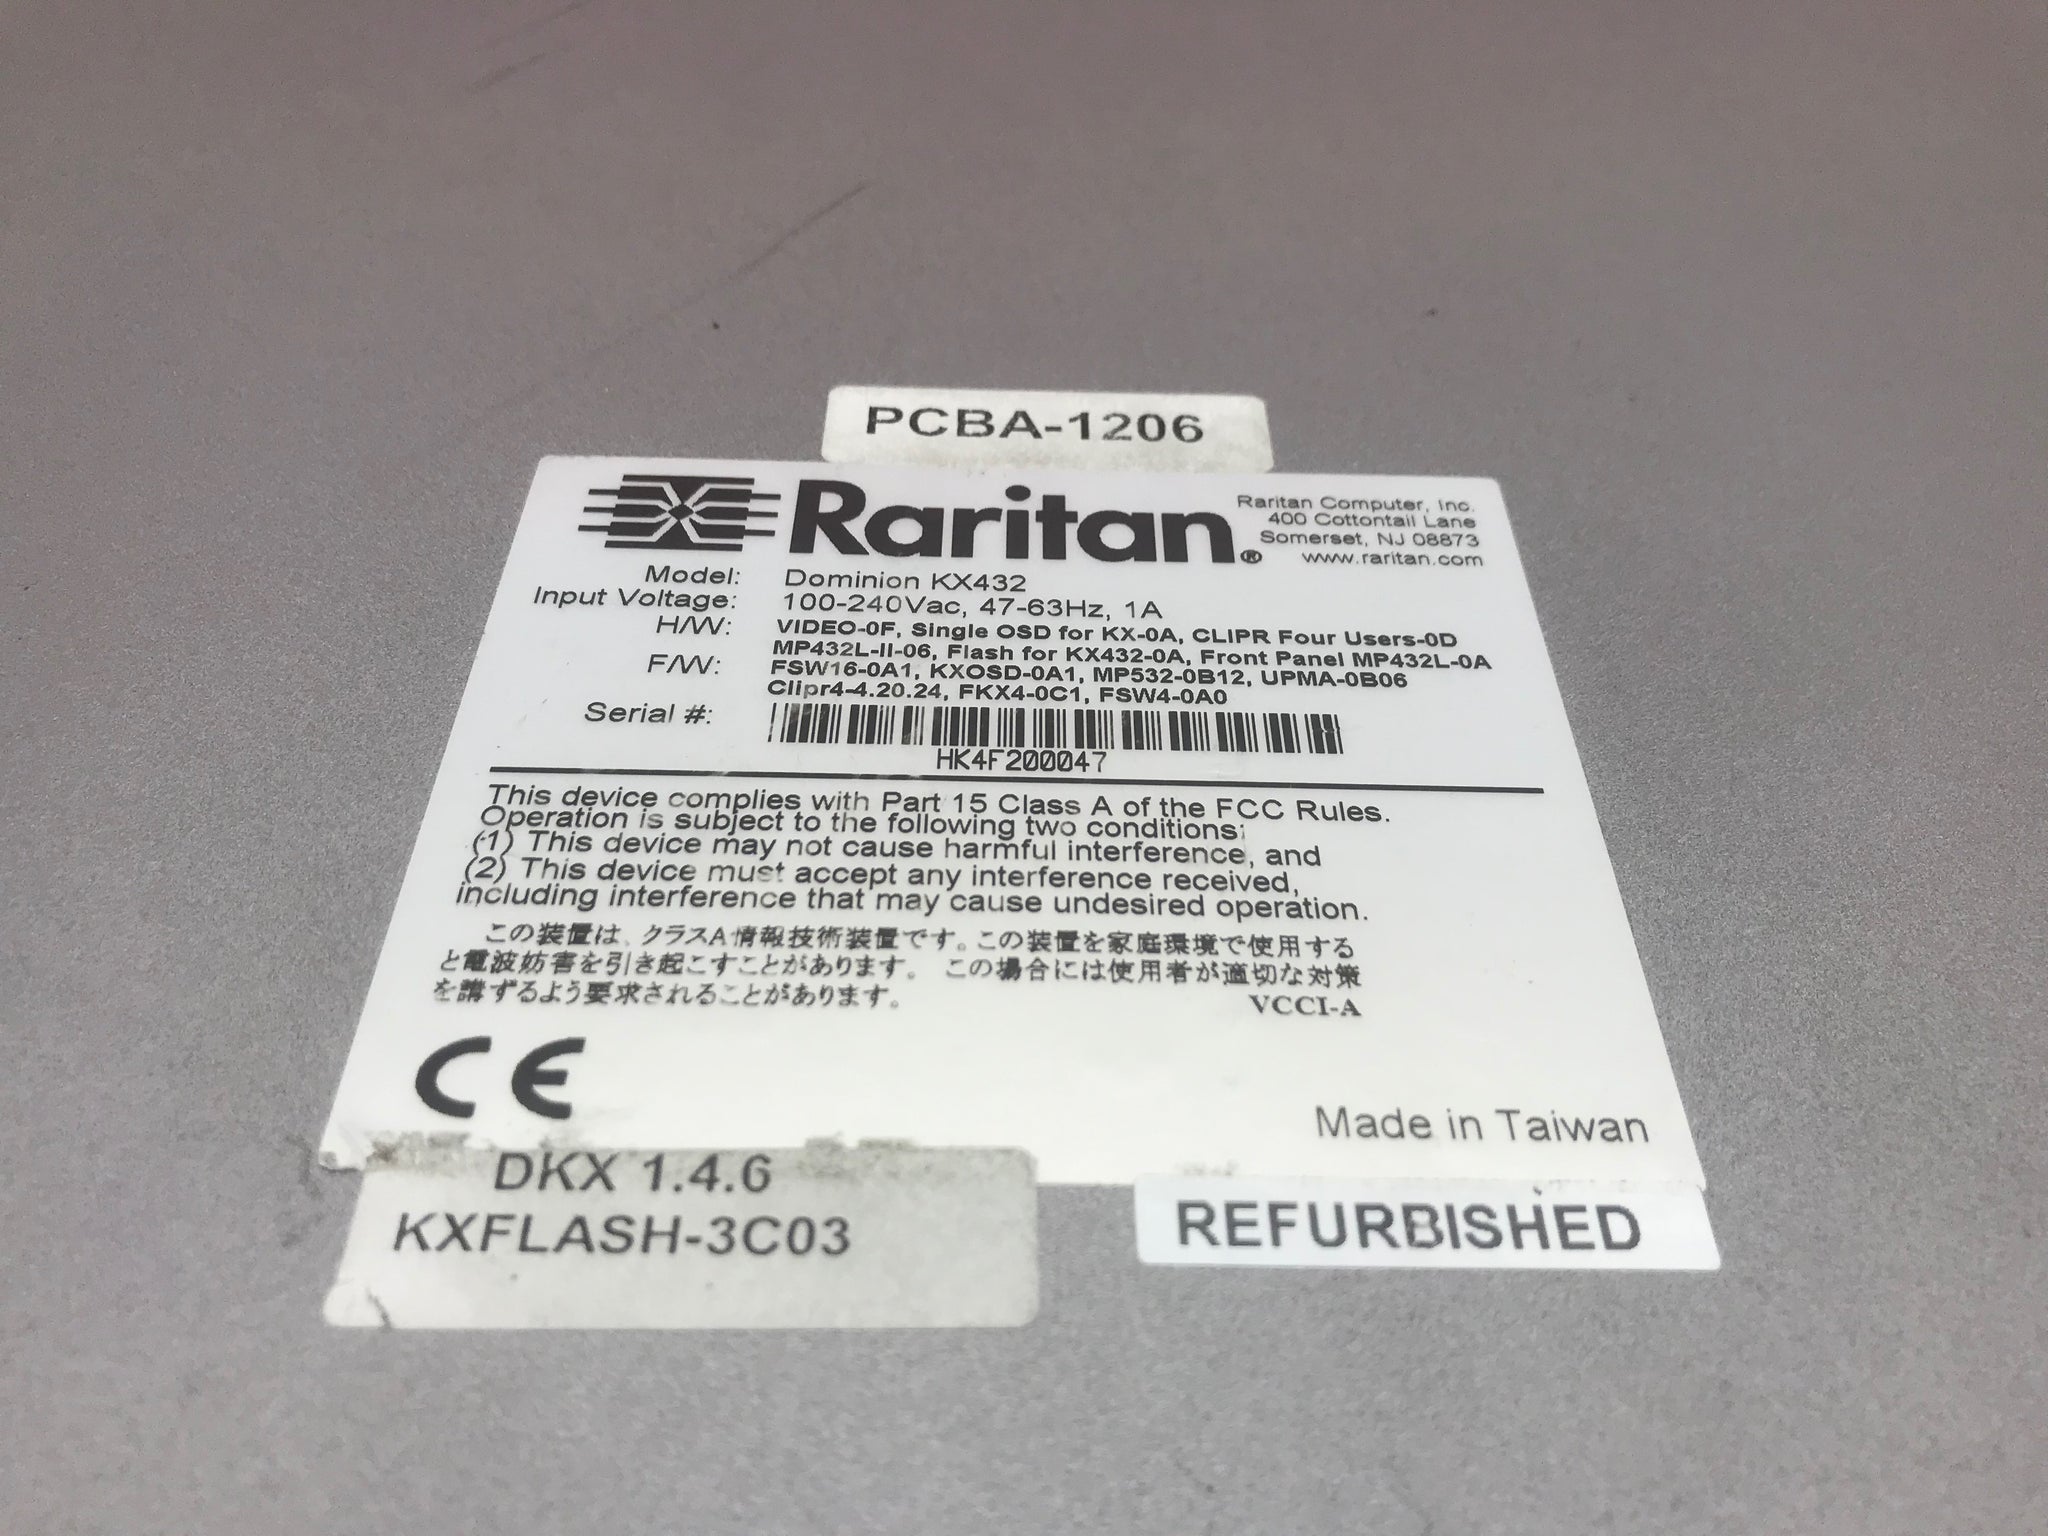 PCBA-1206
Raritan®
Raritan Computer, Inc.
400 Cottontail Lane
Somerset, NJ 08873
www.raritan.com
Model: Dominion KX432
Input Voltage: 100-240Vac, 47-63Hz, 1A
H/W: VIDEO-0F, Single OSD for KX-0A, CLIPR Four Users-0D
MP432L-II-06, Flash for KX432-0A, Front Panel MP432L-0A
F/W: FSW16-0A1, KXOSD-0A1, MP532-0B12, UPMA-0B06
Clipr4-4.20.24, FKX4-0C1, FSW4-0A0
Serial #:
HK4F200047
This device complies with Part 15 Class A of the FCC Rules.
Operation is subject to the following two conditions:
(1) This device may not cause harmful interference, and
(2) This device must accept any interference received,
including interference that may cause undesired operation.
この装置は、クラスA情報技術装置です。この装置を家庭環境で使用する
と電波妨害を引き起こすことがあります。 この場合には使用者が適切な対策
を講ずるよう要求されることがあります。 VCCI-A
CE
Made in Taiwan
DKX 1.4.6
KXFLASH-3C03
REFURBISHED